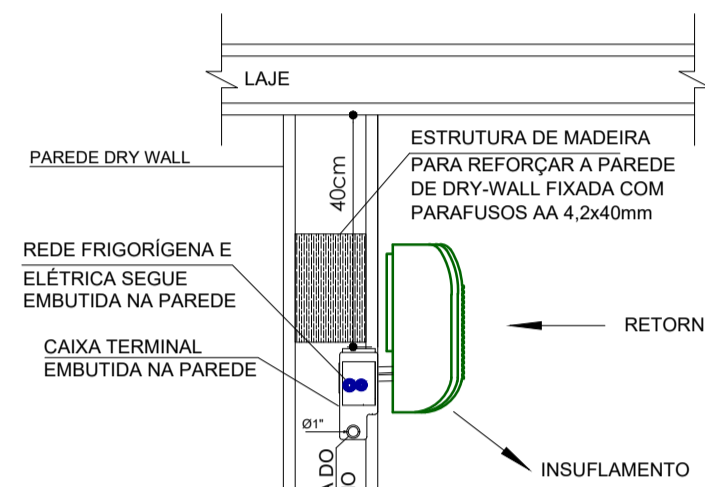 LAJE
PAREDE DRY WALL
40cm
ESTRUTURA DE MADEIRA
PARA REFORÇAR A PAREDE
DE DRY-WALL FIXADA COM
PARAFUSOS AA 4,2x40mm
REDE FRIGORÍGENA E
ELÉTRICA SEGUE
EMBUTIDA NA PAREDE
RETORN
CAIXA TERMINAL
EMBUTIDA NA PAREDE
Ø1"
DO
INSUFLAMENTO